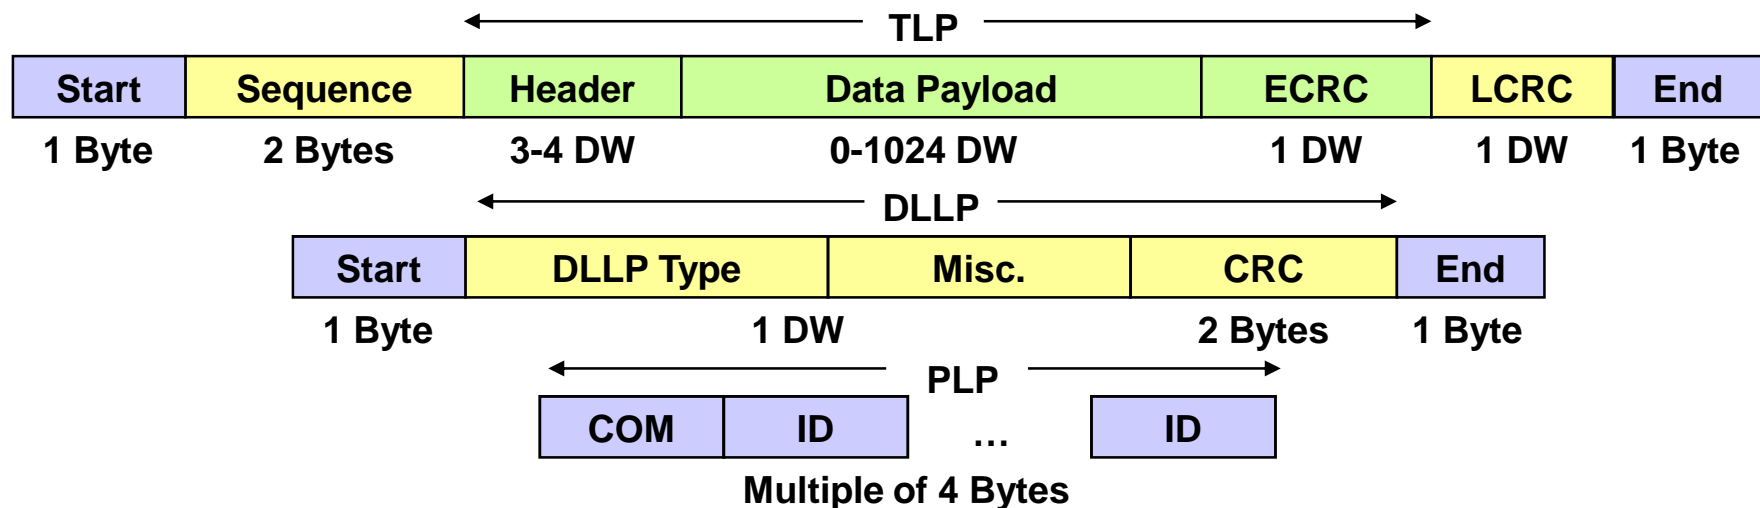 TLP
Start Sequence Header Data Payload ECRC LCRC End
1 Byte 2 Bytes 3-4 DW 0-1024 DW 1 DW 1 DW 1 Byte
DLLP
Start DLLP Type Misc. CRC End
1 Byte 1 DW 2 Bytes 1 Byte
PLP
COM ID ... ID
Multiple of 4 Bytes